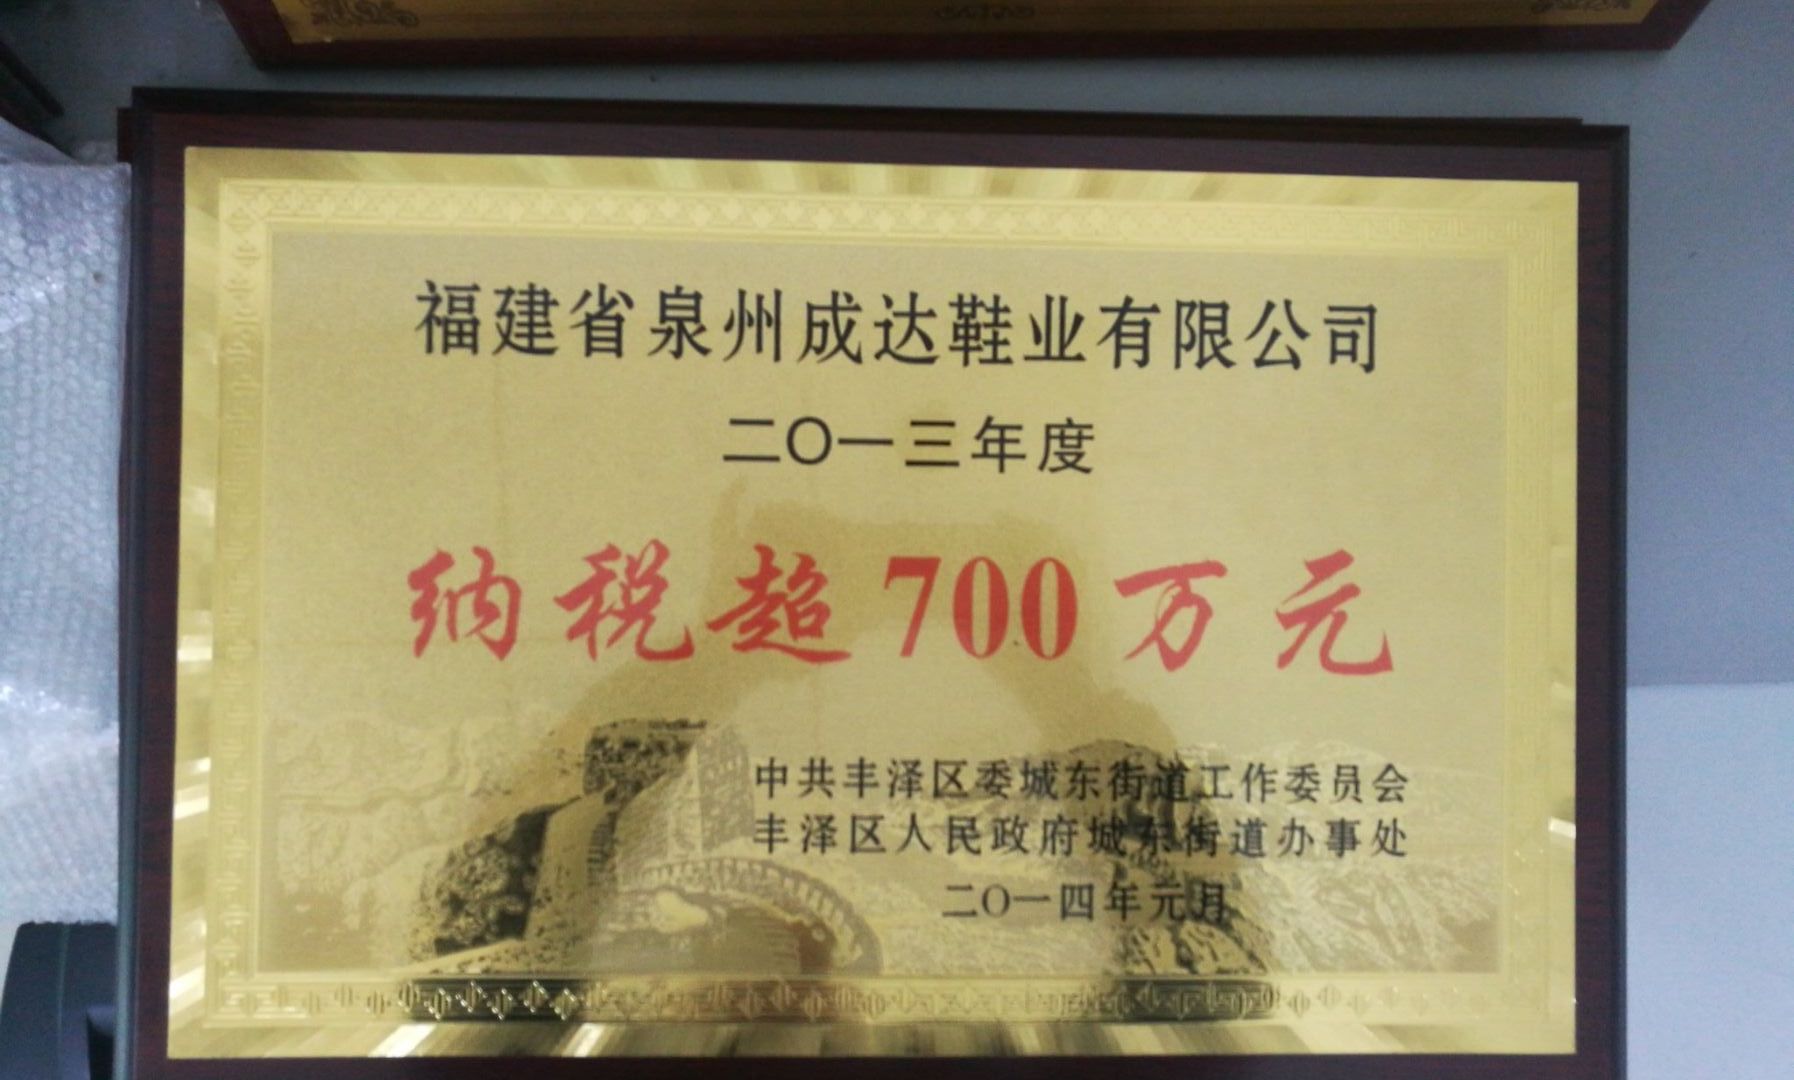 福建省泉州成达鞋业有限公司
二〇一三年度
纳税超700万元
中共丰泽区委城东街道工作委员会
丰泽区人民政府城东街道办事处
二〇一四年元月